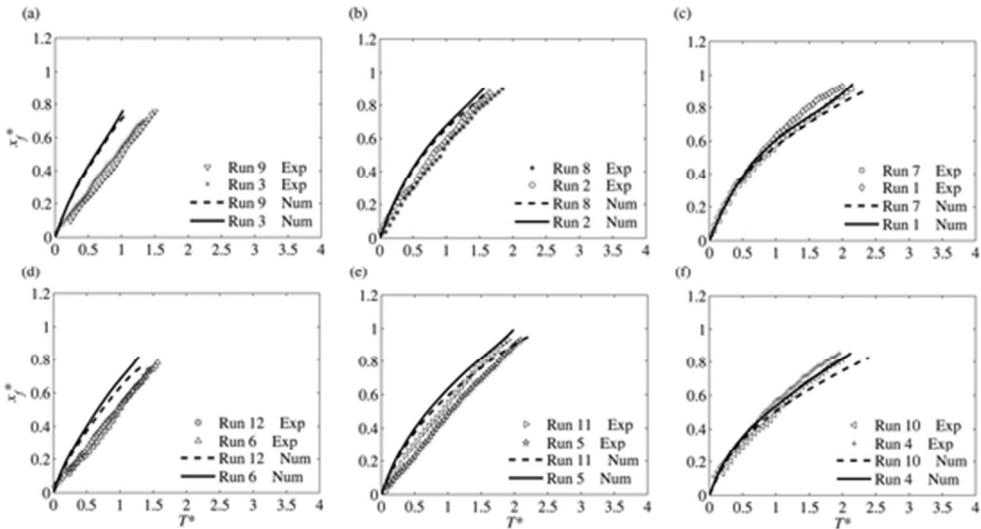 (a)
1.2
1
0.8
0.6
0.4
0.2
0
x_f*
Run 9 Exp
Run 3 Exp
Run 9 Num
Run 3 Num
0 0.5 1 1.5 2 2.5 3 3.5 4
(b)
1.2
1
0.8
0.6
0.4
0.2
0
Run 8 Exp
Run 2 Exp
Run 8 Num
Run 2 Num
0 0.5 1 1.5 2 2.5 3 3.5 4
(c)
1.2
1
0.8
0.6
0.4
0.2
0
Run 7 Exp
Run 1 Exp
Run 7 Num
Run 1 Num
0 0.5 1 1.5 2 2.5 3 3.5 4
(d)
1.2
1
0.8
0.6
0.4
0.2
0
x_f*
Run 12 Exp
Run 6 Exp
Run 12 Num
Run 6 Num
0 0.5 1 1.5 2 2.5 3 3.5 4
T*
(e)
1.2
1
0.8
0.6
0.4
0.2
0
Run 11 Exp
Run 5 Exp
Run 11 Num
Run 5 Num
0 0.5 1 1.5 2 2.5 3 3.5 4
T*
(f)
1.2
1
0.8
0.6
0.4
0.2
0
Run 10 Exp
Run 4 Exp
Run 10 Num
Run 4 Num
0 0.5 1 1.5 2 2.5 3 3.5 4
T*